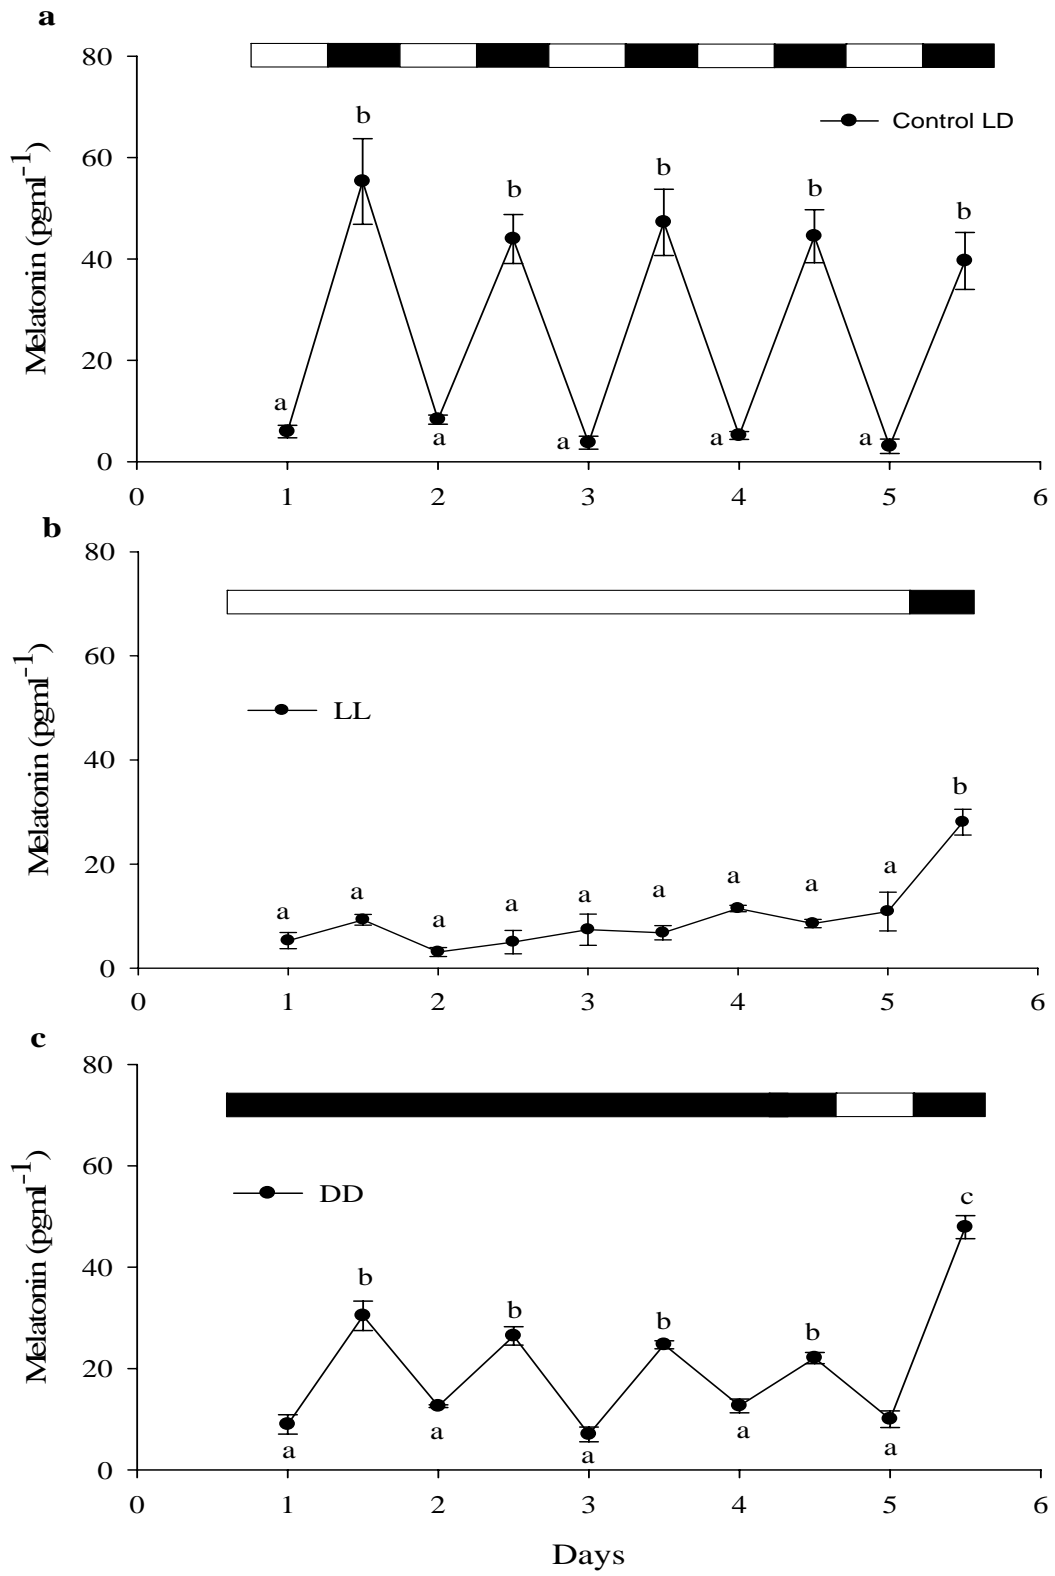 a
80
b
Control LD
b
b
b
b
60
40
20
0
a
a
a
a
a
Melatonin (pgml-1)
0 1 2 3 4 5 6
b
80
60
40
20
0
LL
a a a a a a a a a b
Melatonin (pgml-1)
0 1 2 3 4 5 6
c
80
60
40
20
0
DD
b b b b c
a a a a a
Melatonin (pgml-1)
0 1 2 3 4 5 6
Days